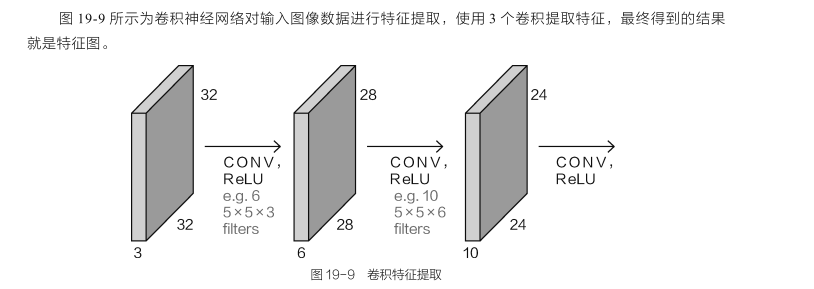 图 19-9 所示为卷积神经网络对输入图像数据进行特征提取，使用 3 个卷积提取特征，最终得到的结果
就是特征图。
32
28
24
CONV,
ReLU
e.g. 6
5×5×3
filters
CONV,
ReLU
e.g. 10
5×5×6
filters
CONV,
ReLU
32
28
24
3
6
10
图 19-9 卷积特征提取